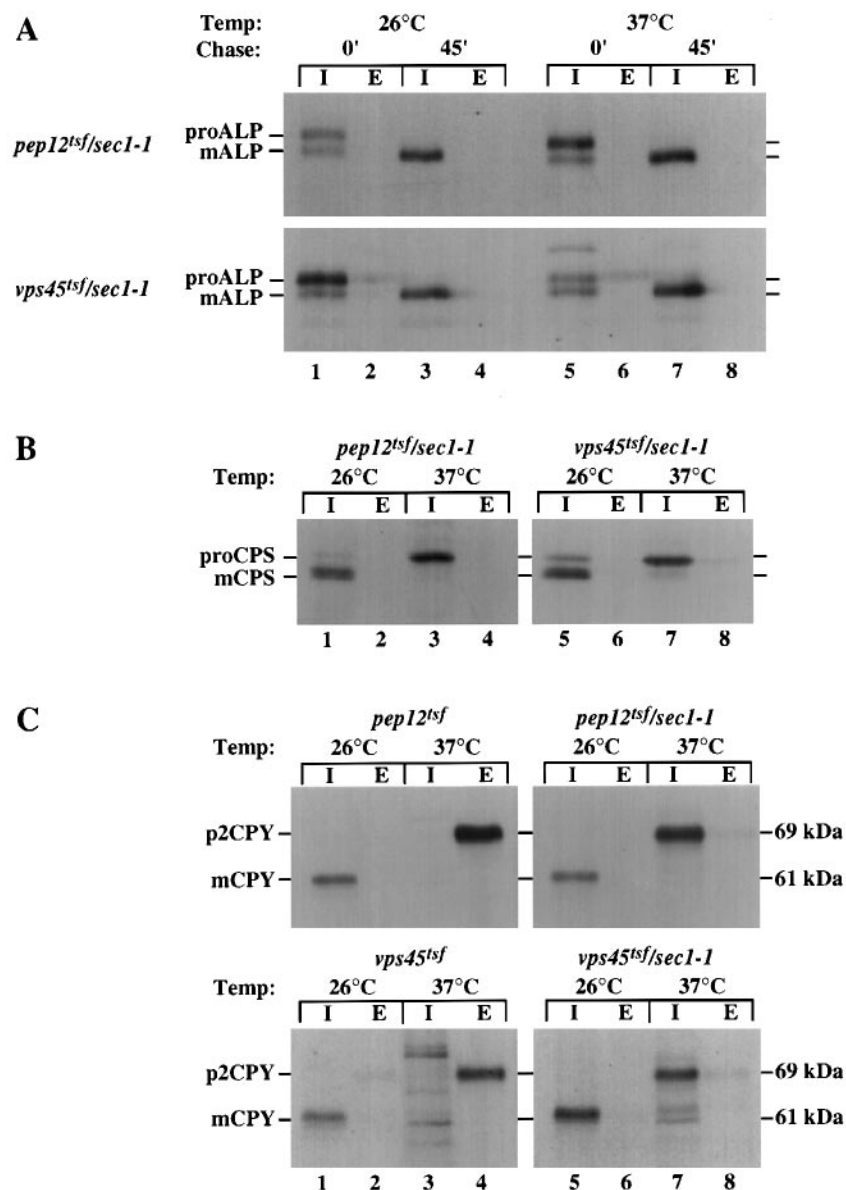 A
Temp: 26°C 37°C
Chase: 0' 45' 0' 45'
I E I E I E I E
pep12tsf/sec1-1
proALP
mALP
vps45tsf/sec1-1
proALP
mALP
1 2 3 4 5 6 7 8
B
pep12tsf/sec1-1 vps45tsf/sec1-1
Temp: 26°C 37°C 26°C 37°C
I E I E I E I E
proCPS
mCPS
1 2 3 4 5 6 7 8
C
pep12tsf pep12tsf/sec1-1
Temp: 26°C 37°C 26°C 37°C
I E I E I E I E
p2CPY 69 kDa
mCPY 61 kDa
vps45tsf vps45tsf/sec1-1
Temp: 26°C 37°C 26°C 37°C
I E I E I E I E
p2CPY 69 kDa
mCPY 61 kDa
1 2 3 4 5 6 7 8